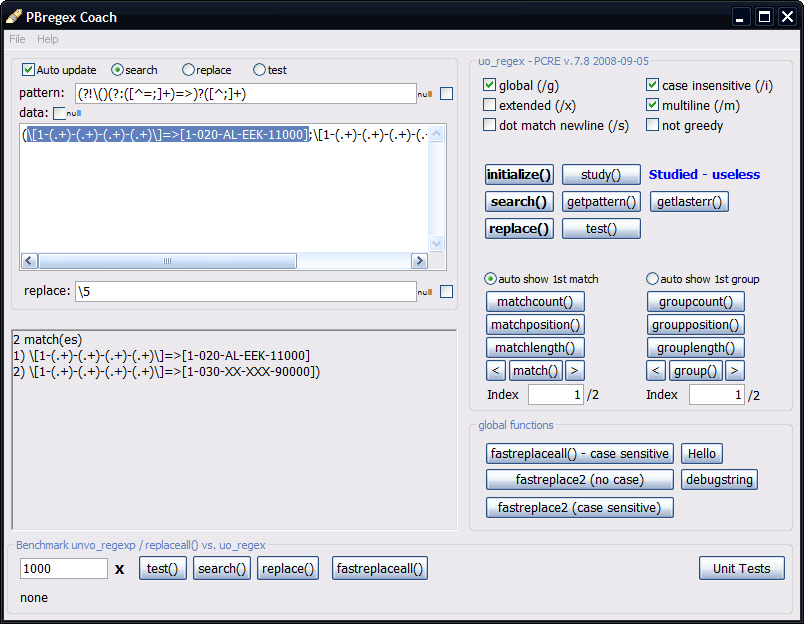 PBregex Coach
File Help
Auto update search replace test
pattern: (?!\()(?:([^=;]+)=>)?([^;]+) null
data: null
(\[1-(.+)-(.+)-(.+)-(.+)\]=>[1-020-AL-EEK-11000];\[1-(.+)-(.+)-(.+)-(.+)-(.-
replace: \5 null
2 match(es)
1) \[1-(.+)-(.+)-(.+)-(.+)\]=>[1-020-AL-EEK-11000]
2) \[1-(.+)-(.+)-(.+)-(.+)\]=>[1-030-XX-XXX-90000])
uo_regex - PCRE v.7.8 2008-09-05
global (/g) case insensitive (/i)
extended (/x) multiline (/m)
dot match newline (/s) not greedy
initialize() study() Studied - useless
search() getpattern() getlasterr()
replace() test()
auto show 1st match auto show 1st group
matchcount() groupcount()
matchposition() groupposition()
matchlength() grouplength()
< match() > < group() >
Index 1 /2 Index 1 /2
global functions
fastreplaceall() - case sensitive Hello
fastreplace2 (no case) debugstring
fastreplace2 (case sensitive)
Benchmark unvo_regexp / replaceall() vs. uo_regex
1000 x test() search() replace() fastreplaceall() Unit Tests
none